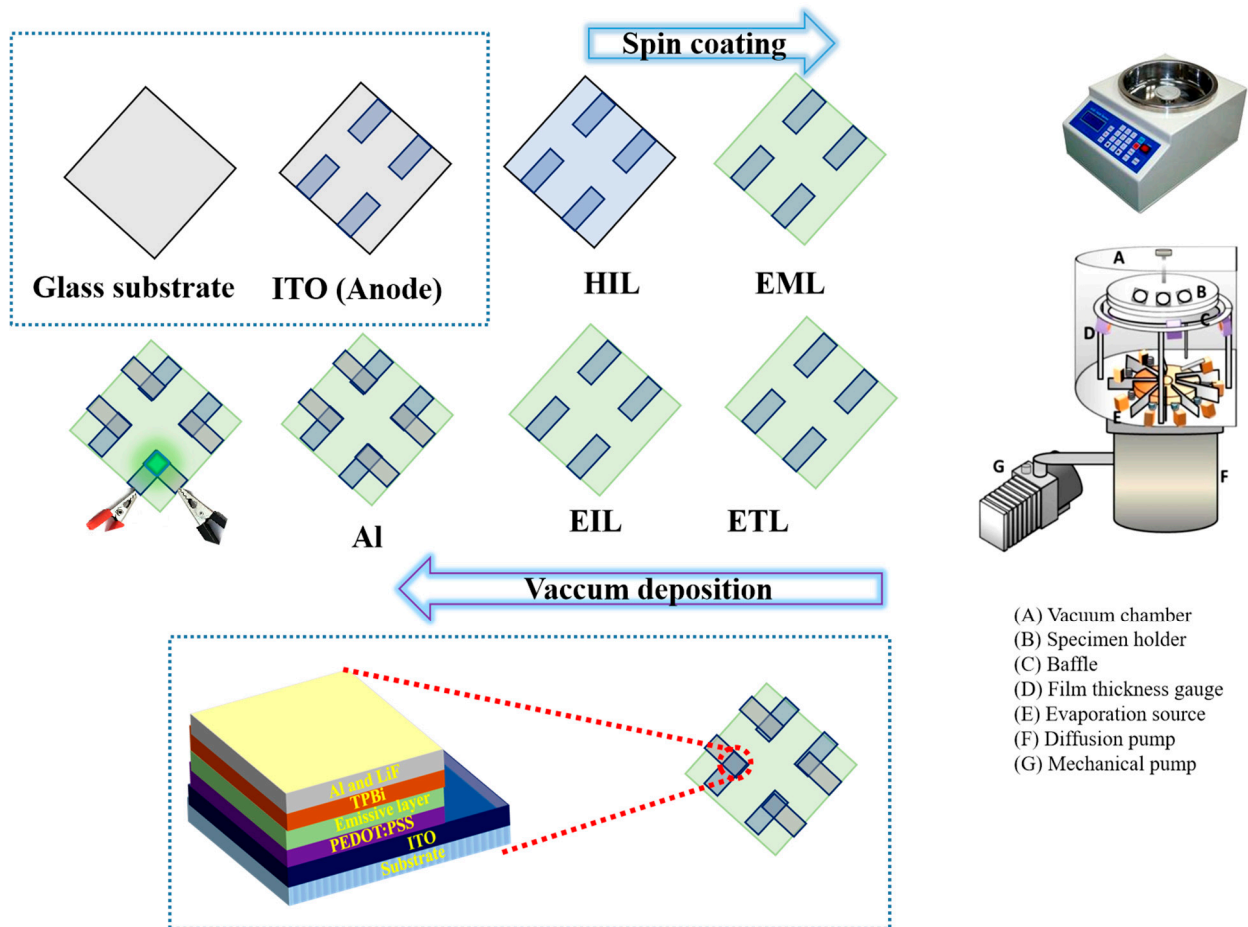 Spin coating
Glass substrate
ITO (Anode)
HIL
EML
Al
EIL
ETL
Vaccum deposition
A
B
C
D
E
F
G
(A) Vacuum chamber
(B) Specimen holder
(C) Baffle
(D) Film thickness gauge
(E) Evaporation source
(F) Diffusion pump
(G) Mechanical pump
Al and LiF
TPBi
Emissive layer
PEDOT:PSS
ITO
Substrate